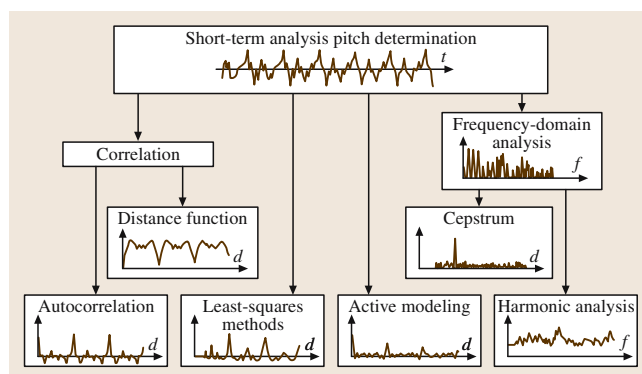 Short-term analysis pitch determination
t
Frequency-domain
analysis
f
Correlation
Distance function
d
Cepstrum
d
Autocorrelation
d
Least-squares
methods
d
Active modeling
d
Harmonic analysis
f